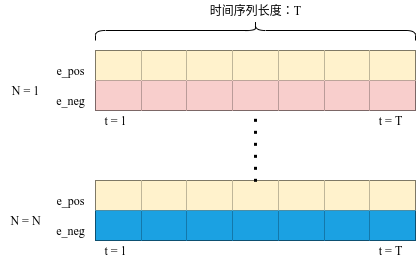 时间序列长度：T
e_pos
N = 1
e_neg
t = 1 t = T
e_pos
N = N
e_neg
t = 1 t = T